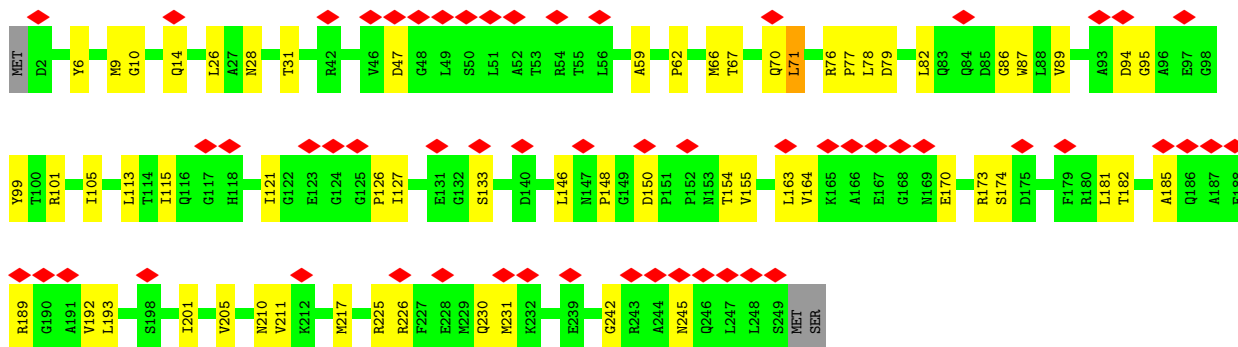 MET D2 Y6 M9 G10 Q14 L26 A27 N28 T31 R42 V46 D47 G48 L49 S50 L51 A52 T53 R54 T55 L56 A59 P62 M66 T67 Q70 L71 R76 P77 L78 D79 L82 Q83 Q84 D85 G86 W87 L88 V89 A93 D94 G95 A96 E97 G98
Y99 T100 R101 I105 L113 T114 I115 Q116 G117 H118 I121 G122 E123 G124 G125 P126 I127 E131 G132 S133 D140 L146 N147 P148 G149 D150 P151 P152 N153 T154 V155 L163 V164 K165 A166 E167 G168 N169 E170 R173 S174 D175 F179 R180 L181 T182 A185 Q186 A187
R189 G190 A191 V192 L193 S198 I201 V205 N210 V211 K212 M217 R225 R226 F227 E228 M229 Q230 M231 K232 E239 G242 R243 A244 N245 Q246 L247 L248 S249 MET SER